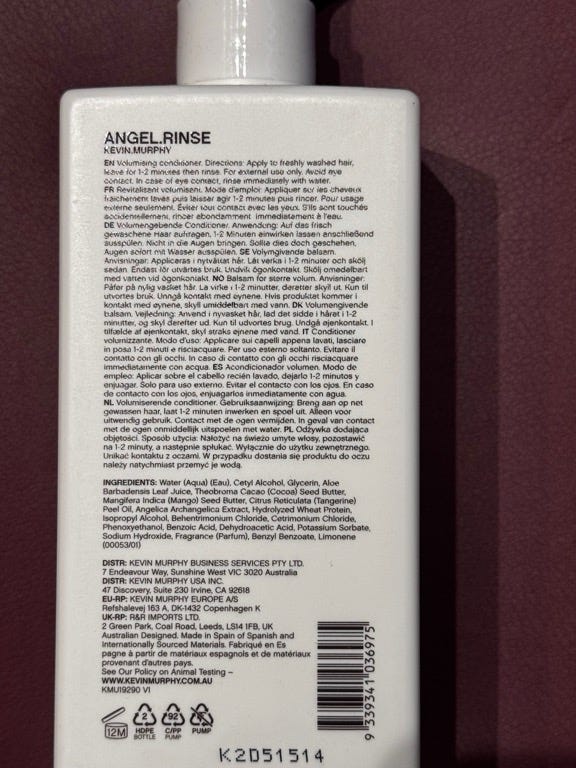 ANGEL.RINSE
KEVIN.MURPHY
EN Volumising conditioner. Directions: Apply to freshly washed hair,
leave for 1-2 minutes then rinse. For external use only. Avoid eye
contact. In case of eye contact, rinse immediately with water.
FR Revitalisant volumisent. Mode d'emploi: Appliquer sur les cheveux
fraîchement lavés puis laisser agir 1-2 minutes puis rincer. Pour usage
externe seulement. Éviter tout contact avec les yeux. S'ils sont touchés
accidentellement, rincer abondamment immédiatement à l'eau.
DE Volumengebende Conditioner. Anwendung: Auf das frisch
gewaschene Haar auftragen, 1-2 Minuten einwirken lassen anschließend
ausspülen. Nicht in die Augen bringen. Sollte dies doch geschehen,
Augen sofort mit Wasser ausspülen. SE Volymgivande balsam.
Anvisningar: Appliceras i nytvättat hår. Låt verka i 1-2 minuter och skölj
sedan. Endast för utvärtes bruk. Undvik ögonkontakt. Skölj omedelbart
med vatten vid ögonkontakt. NO Balsam for større volum. Anvisninger:
Påfør på nylig vasket hår. La virke i 1-2 minutter, deretter skyll ut. Kun til
utvortes bruk. Unngå kontakt med øynene. Hvis produktet kommer i
kontakt med øynene, skyll umiddelbart med vann. DK Volumengivende
balsam. Vejledning: Anvend i nyvasket hår, lad det sidde i håret i 1-2
minutter, og skyl derefter ud. Kun til udvortes brug. Undgå øjenkontakt. I
tilfælde af øjenkontakt, skyl straks øjnene med vand. IT Conditioner
volumizzante. Modo d'uso: Applicare sui capelli appena lavati, lasciare
in posa 1-2 minuti e risciacquare. Per uso esterno soltanto. Evitare il
contatto con gli occhi. In caso di contatto con gli occhi risciacquare
immediatamente con acqua. ES Acondicionador volumen. Modo de
empleo: Aplicar sobre el cabello recién lavado, dejarlo 1-2 minutos y
enjuagar. Solo para uso externo. Evitar el contacto con los ojos. En caso
de contacto con los ojos, enjuagarlos inmediatamente con agua.
NL Volumiserende conditioner. Gebruiksaanwijzing: Breng aan op net
gewassen haar, laat 1-2 minuten inwerken en spoel uit. Alleen voor
uitwendig gebruik. Contact met de ogen vermijden. In geval van contact
met de ogen onmiddellijk uitspoelen met water. PL Odżywka dodająca
objętości. Sposób użycia: Nałożyć na świeżo umyte włosy, pozostawić
na 1-2 minuty, a następnie spłukać. Wyłącznie do użytku zewnętrznego.
Unikać kontaktu z oczami. W przypadku dostania się produktu do oczu
należy natychmiast przemyć je wodą.
INGREDIENTS: Water (Aqua) (Eau), Cetyl Alcohol, Glycerin, Aloe
Barbadensis Leaf Juice, Theobroma Cacao (Cocoa) Seed Butter,
Mangifera Indica (Mango) Seed Butter, Citrus Reticulata (Tangerine)
Peel Oil, Angelica Archangelica Extract, Hydrolyzed Wheat Protein,
Isopropyl Alcohol, Behentrimonium Chloride, Cetrimonium Chloride,
Phenoxyethanol, Benzoic Acid, Dehydroacetic Acid, Potassium Sorbate,
Sodium Hydroxide, Fragrance (Parfum), Benzyl Benzoate, Limonene
(00053/01)
DISTR: KEVIN MURPHY BUSINESS SERVICES PTY LTD.
7 Endeavour Way, Sunshine West VIC 3020 Australia
DISTR: KEVIN MURPHY USA INC.
47 Discovery, Suite 230 Irvine, CA 92618
EU-RP: KEVIN MURPHY EUROPE A/S
Refshalevej 163 A, DK-1432 Copenhagen K
UK-RP: R&R IMPORTS LTD.
2 Green Park, Coal Road, Leeds, LS14 1FB, UK
Australian Designed. Made in Spain of Spanish and
Internationally Sourced Materials. Fabriqué en Es
pagne à partir de matériaux espagnols et de matériaux
provenant d'autres pays.
See Our Policy on Animal Testing –
WWW.KEVINMURPHY.COM.AU
KMU19290 V1
9 339341 036975
12M
2
HDPE
BOTTLE
92
C/PP
PUMP
PUMP
K2D51514